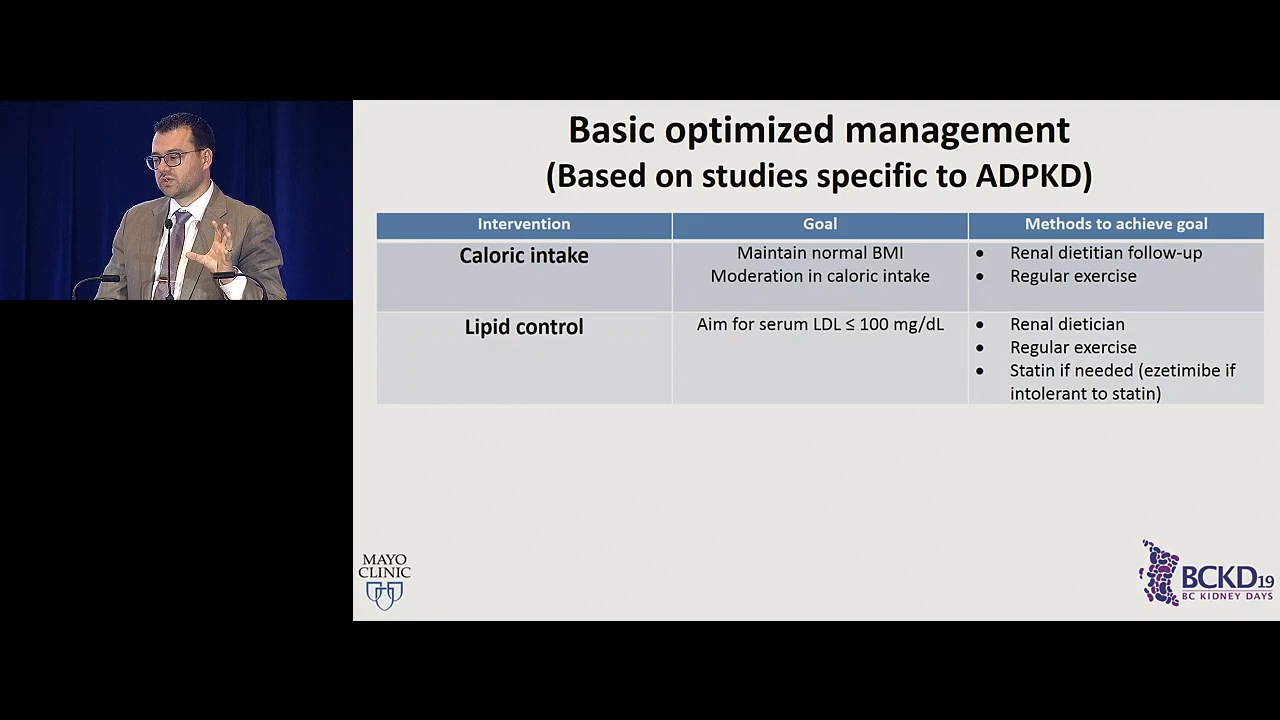 Basic optimized management
(Based on studies specific to ADPKD)
Intervention
Goal
Methods to achieve goal
Caloric intake
Maintain normal BMI
Moderation in caloric intake
• Renal dietitian follow-up
• Regular exercise
Lipid control
Aim for serum LDL ≤ 100 mg/dL
• Renal dietician
• Regular exercise
• Statin if needed (ezetimibe if
intolerant to statin)
MAYO
CLINIC
BCKD19
BC KIDNEY DAYS